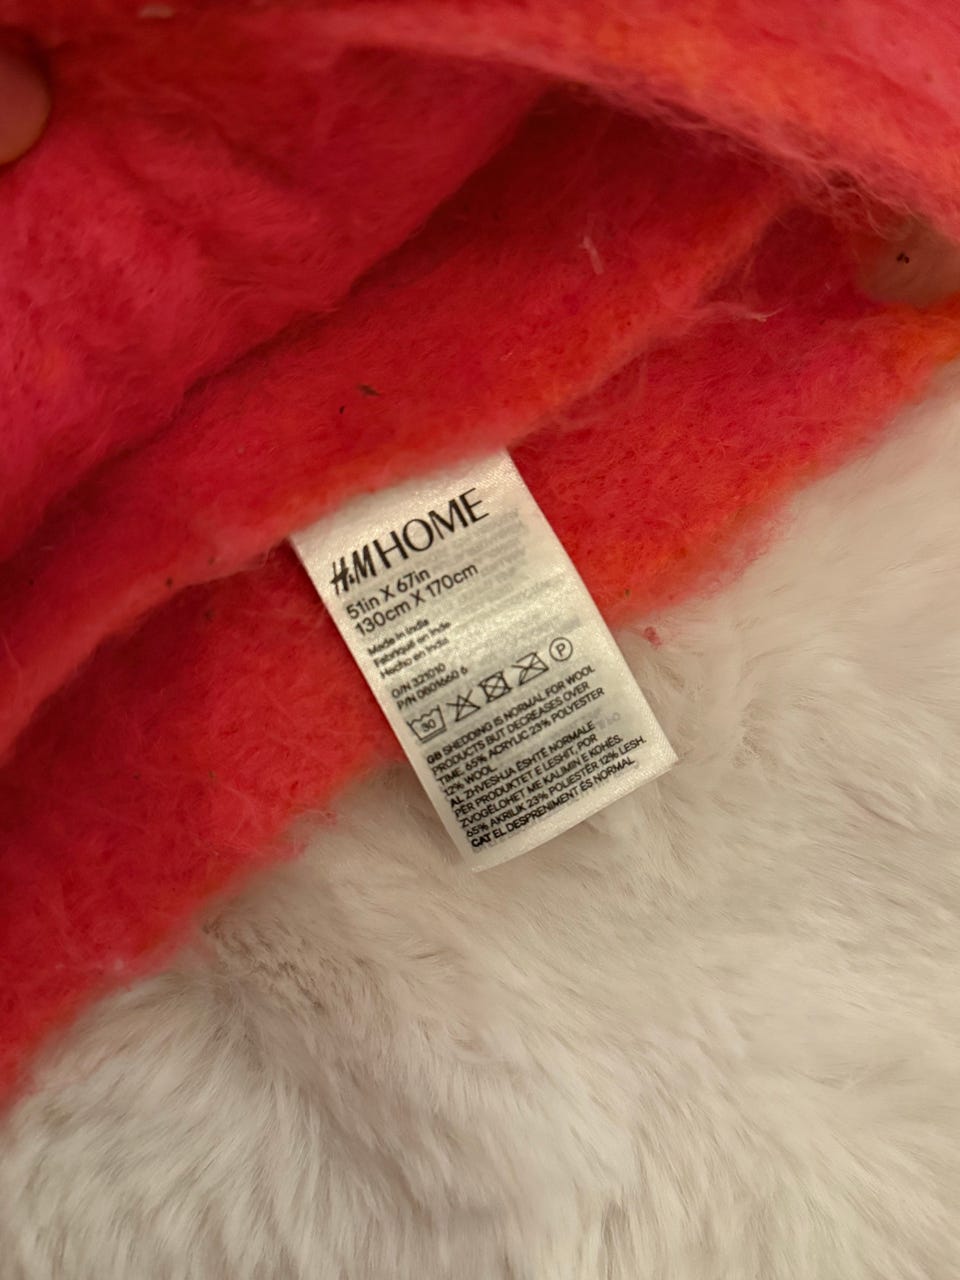 H&M HOME
51in X 67in
130cm X 170cm
Made in India
Fabriqué en Inde
Hecho en India
O/N 321010
P/N 0801660 6
30 P
GB SHEDDING IS NORMAL FOR WOOL
PRODUCTS BUT DECREASES OVER
TIME. 65% ACRYLIC 23% POLYESTER
12% WOOL.
AL ZHVESHJA ËSHTË NORMALE
PËR PRODUKTET E LESHIT, POR
ZVOGËLOHET ME KALIMIN E KOHËS.
65% AKRILIK 23% POLIESTËR 12% LESH.
CAT EL DESPRENIMENT ÉS NORMAL